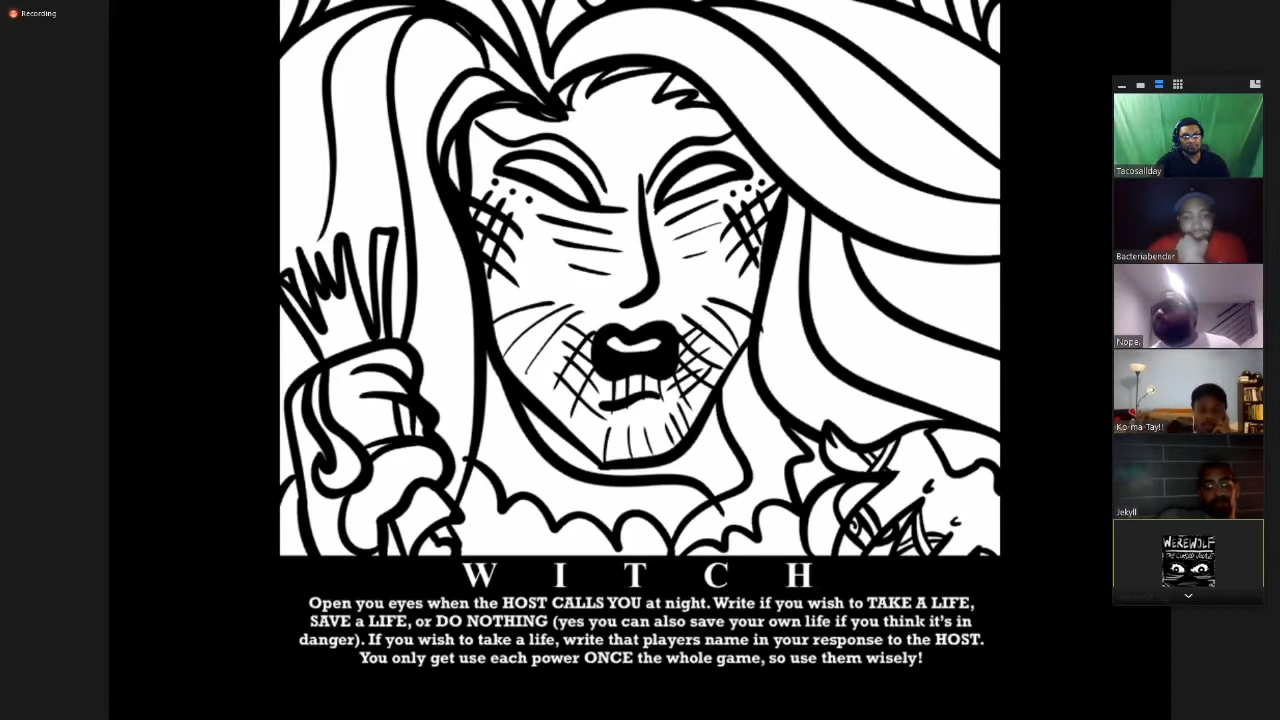 Recording
W I T C H
Open you eyes when the HOST CALLS YOU at night. Write if you wish to TAKE A LIFE,
SAVE a LIFE, or DO NOTHING (yes you can also save your own life if you think it's in
danger). If you wish to take a life, write that players name in your response to the HOST.
You only get use each power ONCE the whole game, so use them wisely!
Tacosallday
Bacteriabender
Nope.
Ko-ma-Tay!!
Jekyll
WEREWOLF
THE CURSED VILLAGE